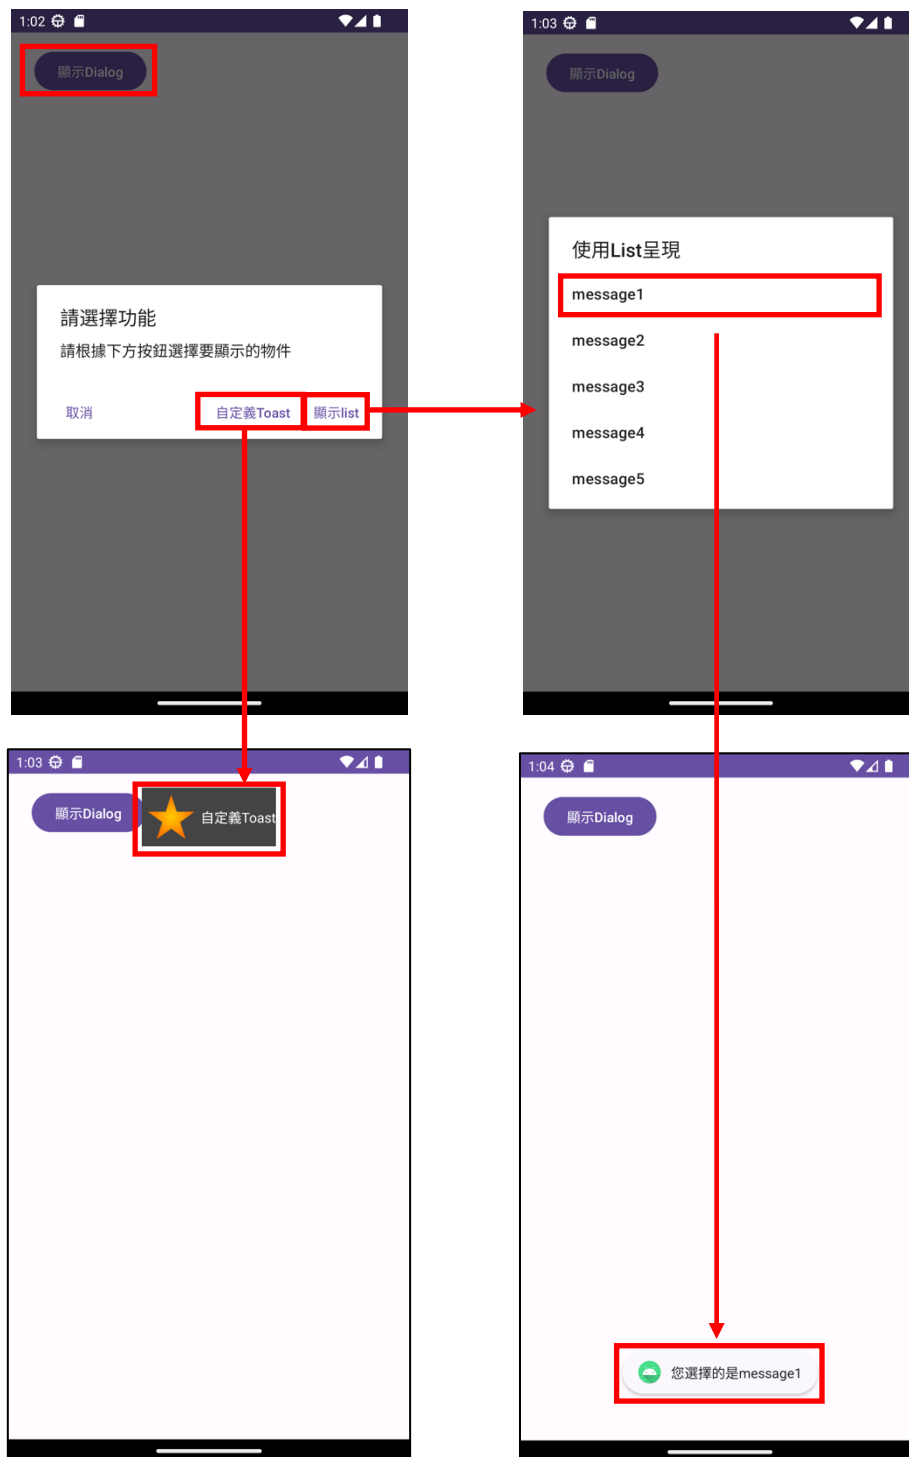 1:02
顯示Dialog
請選擇功能
請根據下方按鈕選擇要顯示的物件
取消
自定義Toast
顯示list
1:03
顯示Dialog
使用List呈現
message1
message2
message3
message4
message5
1:03
顯示Dialog
自定義Toast
1:04
顯示Dialog
您選擇的是message1